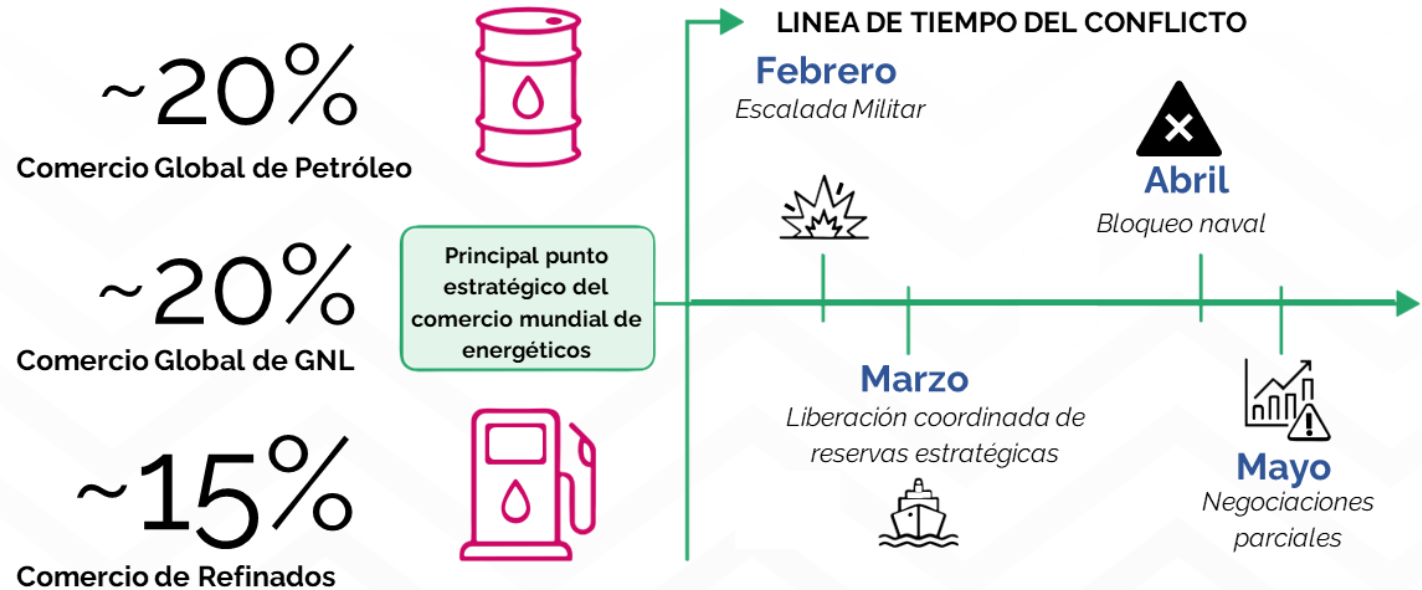 ~20%
Comercio Global de Petróleo
~20%
Comercio Global de GNL
~15%
Comercio de Refinados
Principal punto
estratégico del
comercio mundial de
energéticos
LINEA DE TIEMPO DEL CONFLICTO
Febrero
Escalada Militar
Marzo
Liberación coordinada de
reservas estratégicas
Abril
Bloqueo naval
Mayo
Negociaciones
parciales